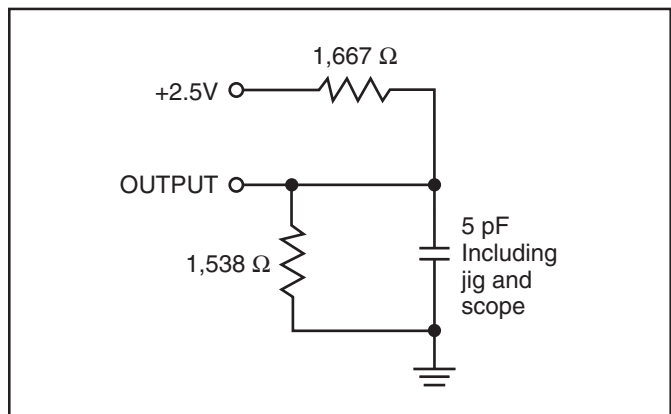 1,667 Ω
+2.5V
OUTPUT
1,538 Ω
5 pF
Including
jig and
scope